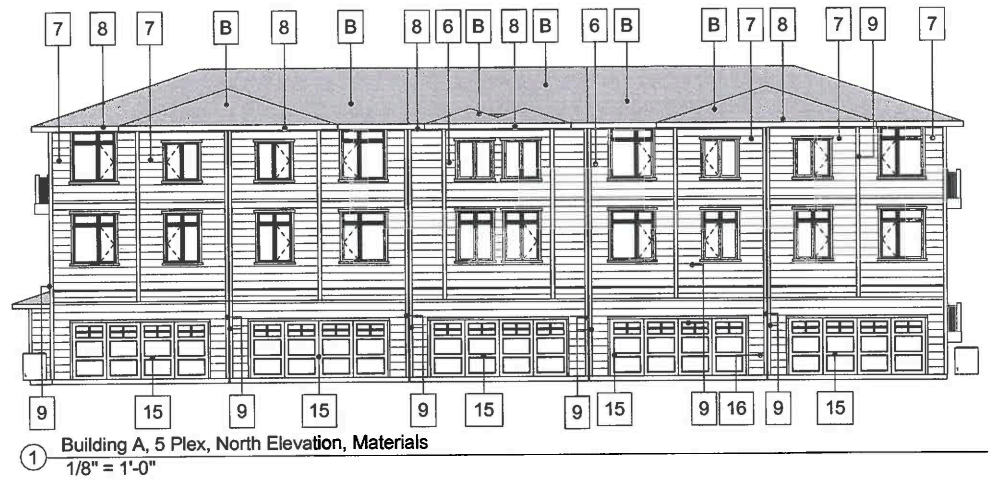 7 8 7 B 8 B 8 6 B 8 B 6 B B 7 8 7 9 7
9 15 9 15 9 15 9 15 9 16 9 15
1 Building A, 5 Plex, North Elevation, Materials
1/8" = 1'-0"